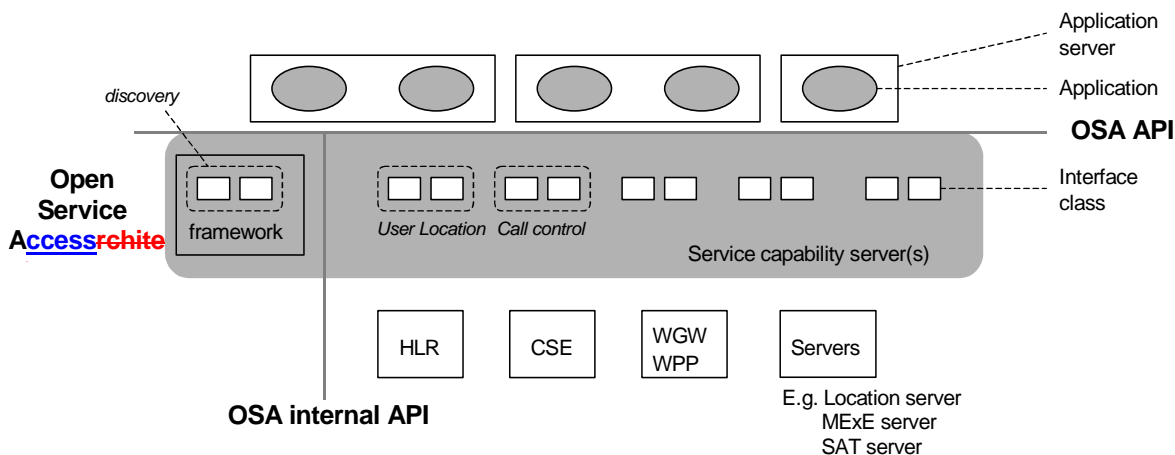 Application
server
discovery
Application
OSA API
Open
Service
Accessrchite
framework
User Location
Call control
Interface
class
Service capability server(s)
HLR
CSE
WGW
WPP
Servers
OSA internal API
E.g. Location server
MExE server
SAT server